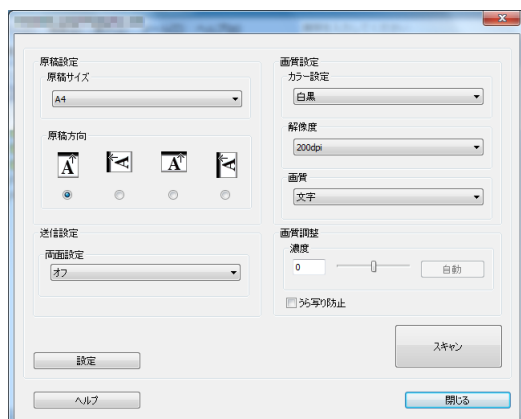 原稿設定
原稿サイズ
A4
原稿方向
A
A
A
A
送信設定
両面設定
オフ
設定
ヘルプ
画質設定
カラー設定
白黒
解像度
200dpi
画質
文字
画質調整
濃度
0
自動
うら写り防止
スキャン
閉じる